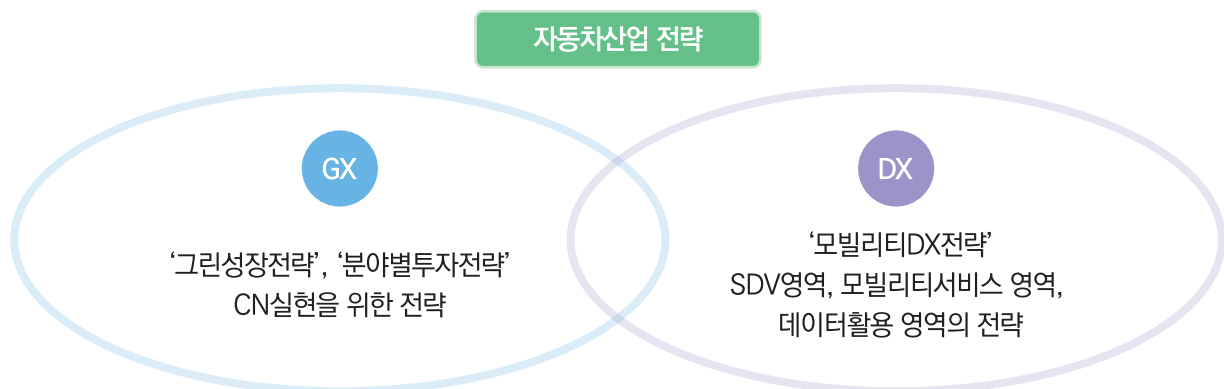 자동차산업 전략
GX
‘그린성장전략’, ‘분야별투자전략’
CN실현을 위한 전략
DX
‘모빌리티DX전략’
SDV영역, 모빌리티서비스 영역,
데이터활용 영역의 전략